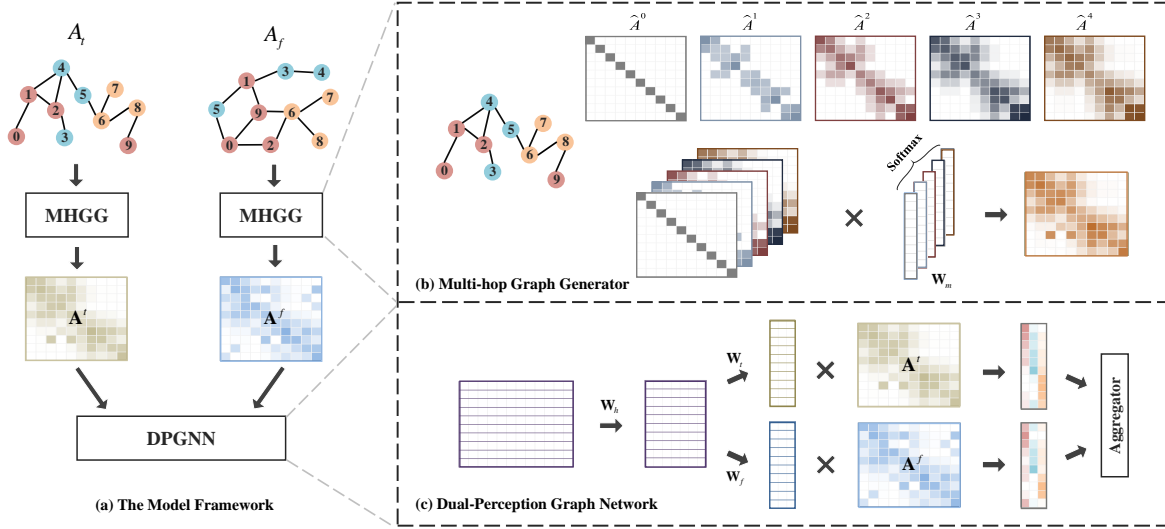 A_t
A_f
4
7
1
2
5
8
6
0
3
9
1
3
4
5
9
6
7
0
2
8
MHGG
MHGG
A^t
A^f
DPGNN
(a) The Model Framework
Â^0
Â^1
Â^2
Â^3
Â^4
4
7
1
2
5
8
6
0
3
9
Softmax
×
W_m
(b) Multi-hop Graph Generator
W_h
W_t
×
A^t
W_f
×
A^f
Aggregator
(c) Dual-Perception Graph Network